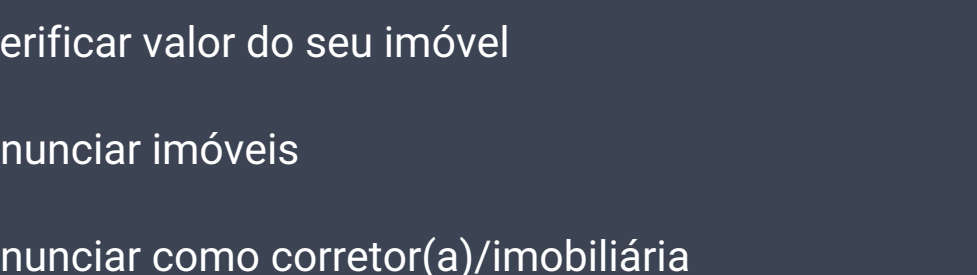 erificar valor do seu imóvel
nunciar imóveis
nunciar como corretor(a)/imobiliária